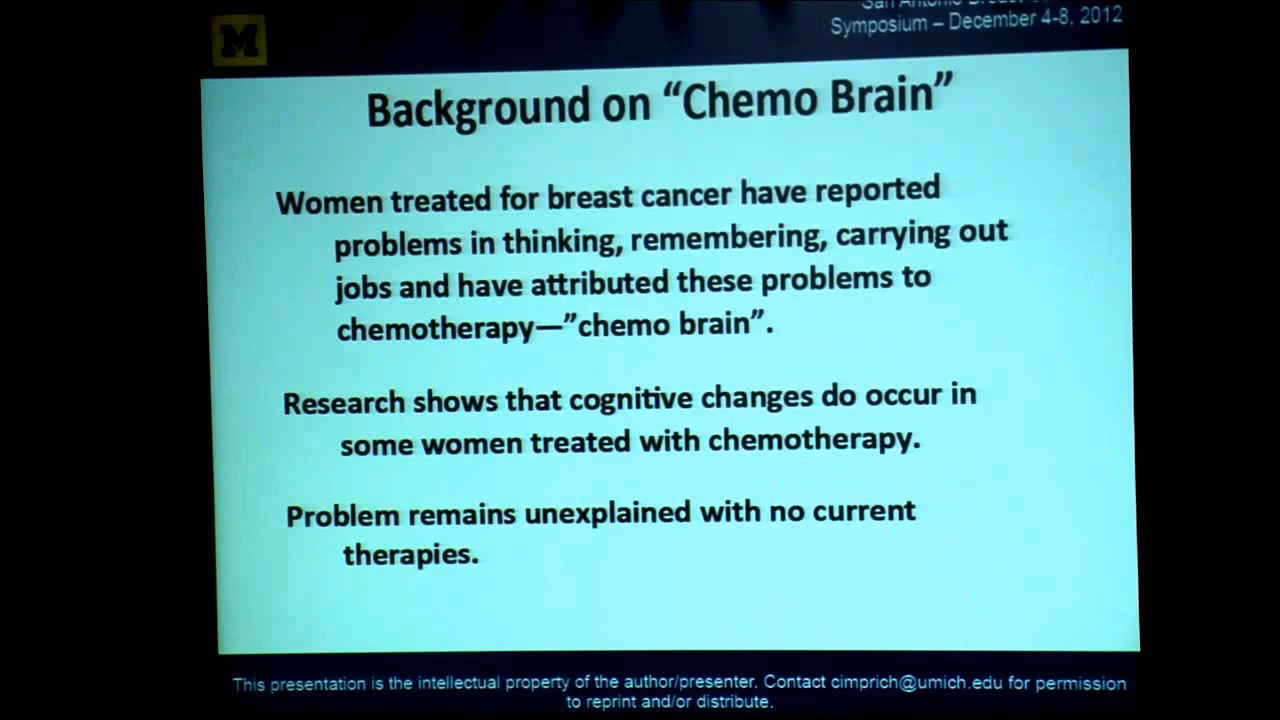 M
Symposium – December 4-8, 2012
Background on “Chemo Brain”
Women treated for breast cancer have reported
problems in thinking, remembering, carrying out
jobs and have attributed these problems to
chemotherapy—”chemo brain”.
Research shows that cognitive changes do occur in
some women treated with chemotherapy.
Problem remains unexplained with no current
therapies.
This presentation is the intellectual property of the author/presenter. Contact cimprich@umich.edu for permission
to reprint and/or distribute.